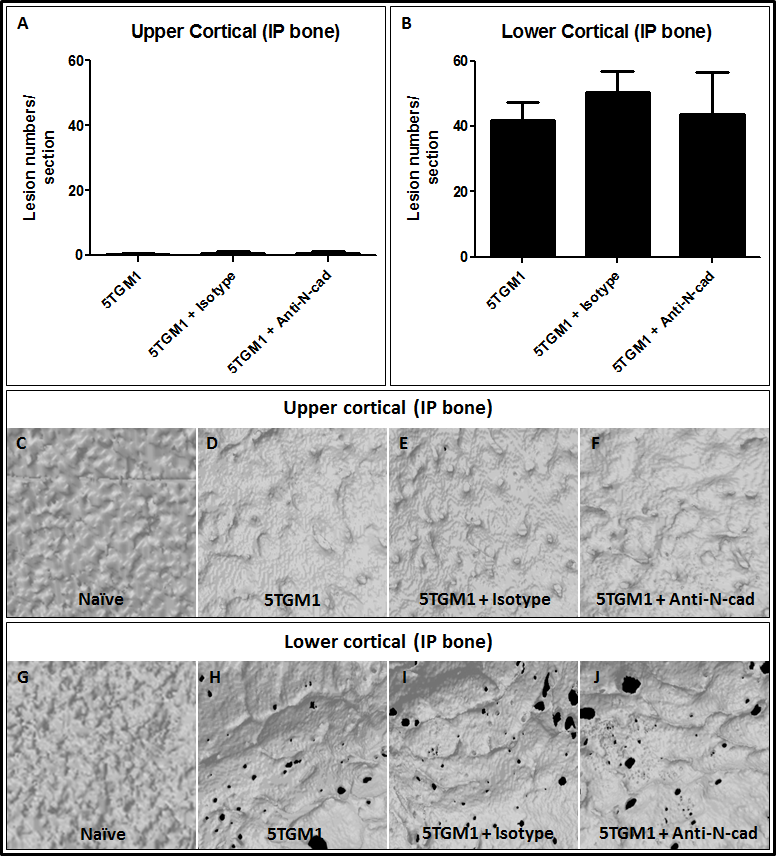 A
Upper Cortical (IP bone)
Lesion numbers/
section
60
40
20
0
5TGM1
5TGM1 + Isotype
5TGM1 + Anti-N-cad
B
Lower Cortical (IP bone)
Lesion numbers/
section
60
40
20
0
5TGM1
5TGM1 + Isotype
5TGM1 + Anti-N-cad
Upper cortical (IP bone)
C
Naïve
D
5TGM1
E
5TGM1 + Isotype
F
5TGM1 + Anti-N-cad
Lower cortical (IP bone)
G
Naïve
H
5TGM1
I
5TGM1 + Isotype
J
5TGM1 + Anti-N-cad